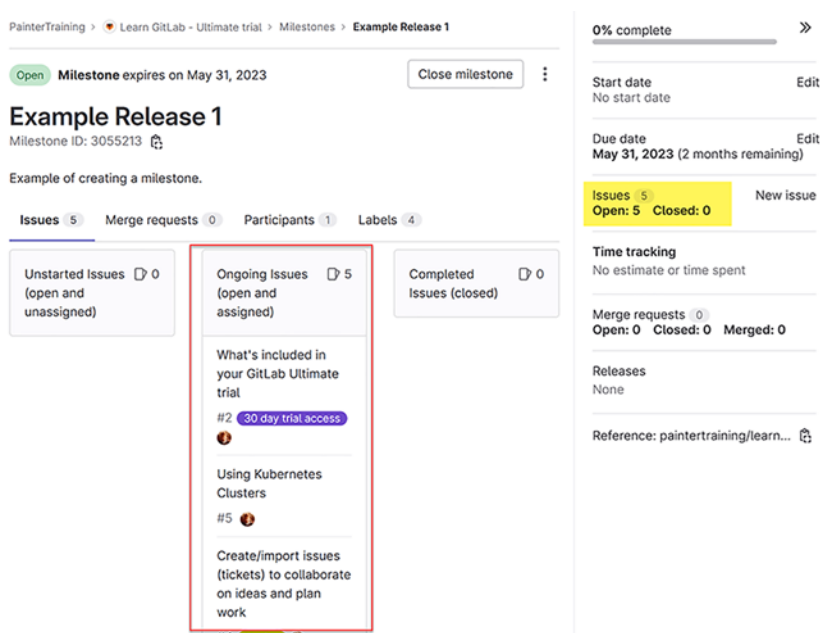 PainterTraining > Learn GitLab - Ultimate trial > Milestones > Example Release 1
Open Milestone expires on May 31, 2023 Close milestone
Example Release 1
Milestone ID: 3055213
Example of creating a milestone.
Issues 5 Merge requests 0 Participants 1 Labels 4
Unstarted Issues 0
(open and
unassigned)
Ongoing Issues 5
(open and
assigned)
Completed 0
Issues (closed)
What's included in
your GitLab Ultimate
trial
#2 30 day trial access
Using Kubernetes
Clusters
#5
Create/import issues
(tickets) to collaborate
on ideas and plan
work
0% complete
Start date Edit
No start date
Due date Edit
May 31, 2023 (2 months remaining)
Issues 5 New issue
Open: 5 Closed: 0
Time tracking
No estimate or time spent
Merge requests 0
Open: 0 Closed: 0 Merged: 0
Releases
None
Reference: paintertraining/learn...